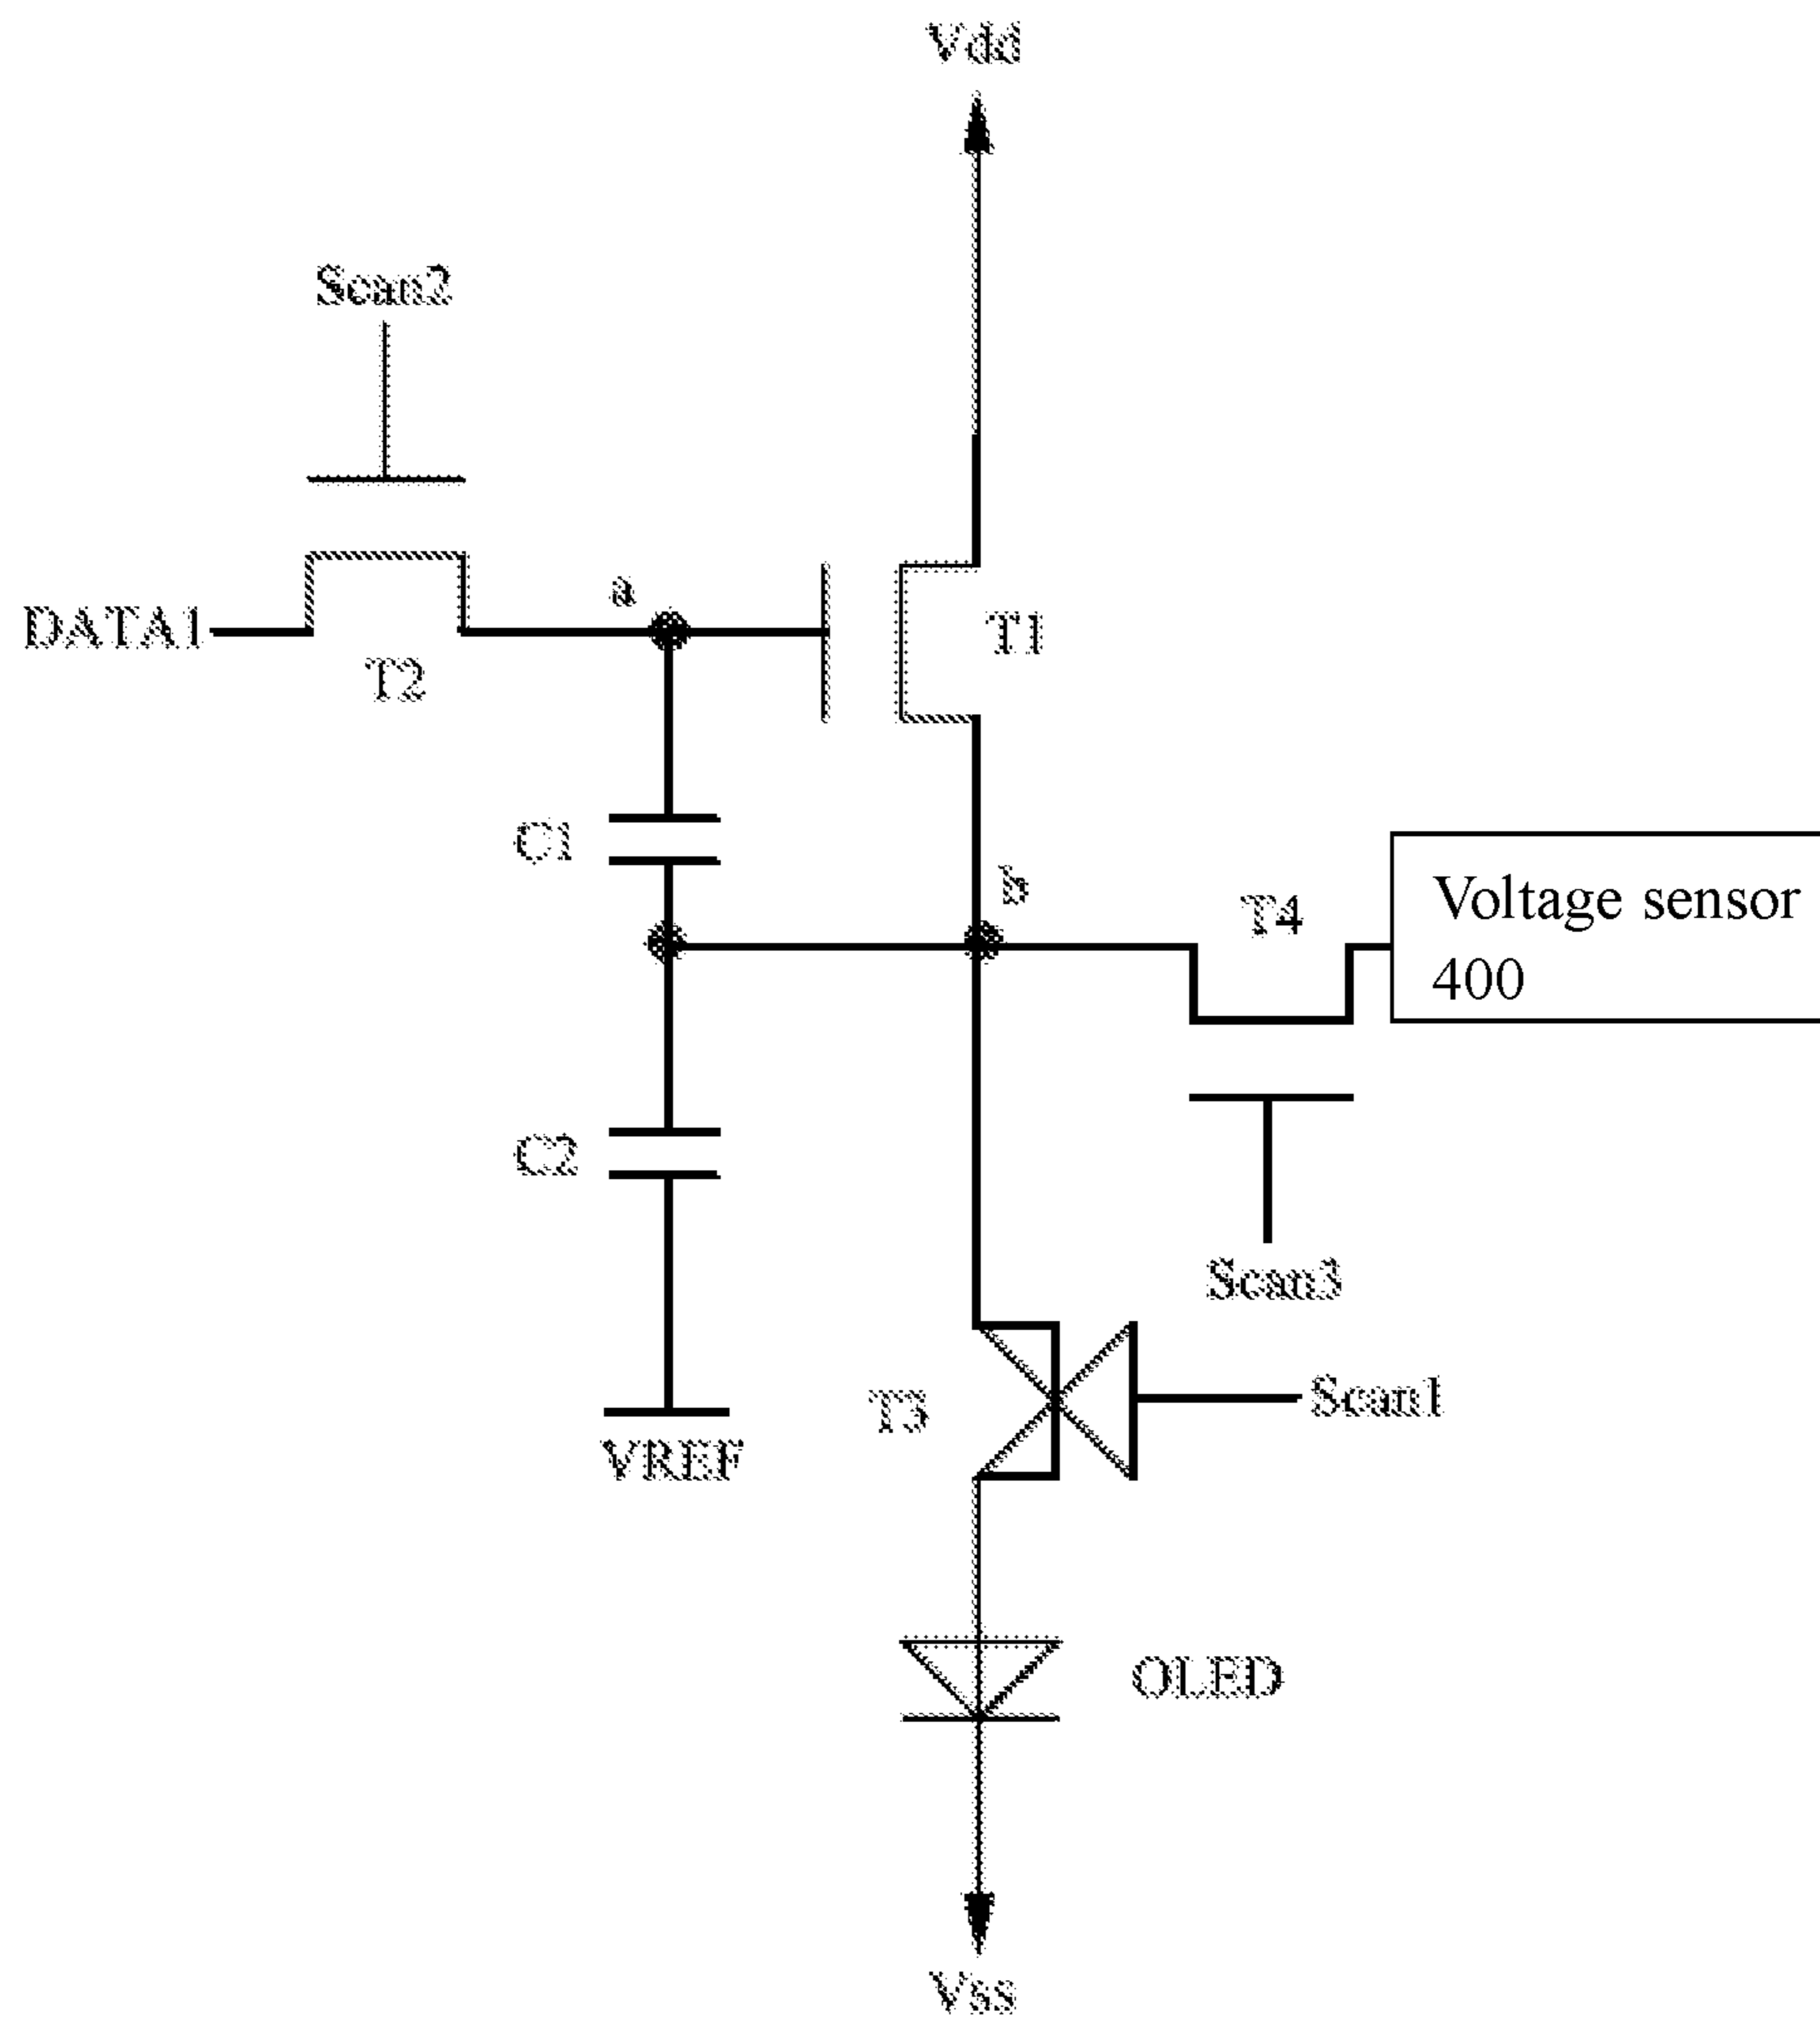 Vdd
Scan2
a
DATA1
T1
T2
C1
b
T4
Voltage sensor
400
C2
Scan3
Scan1
T3
VREF
OLED
Vss